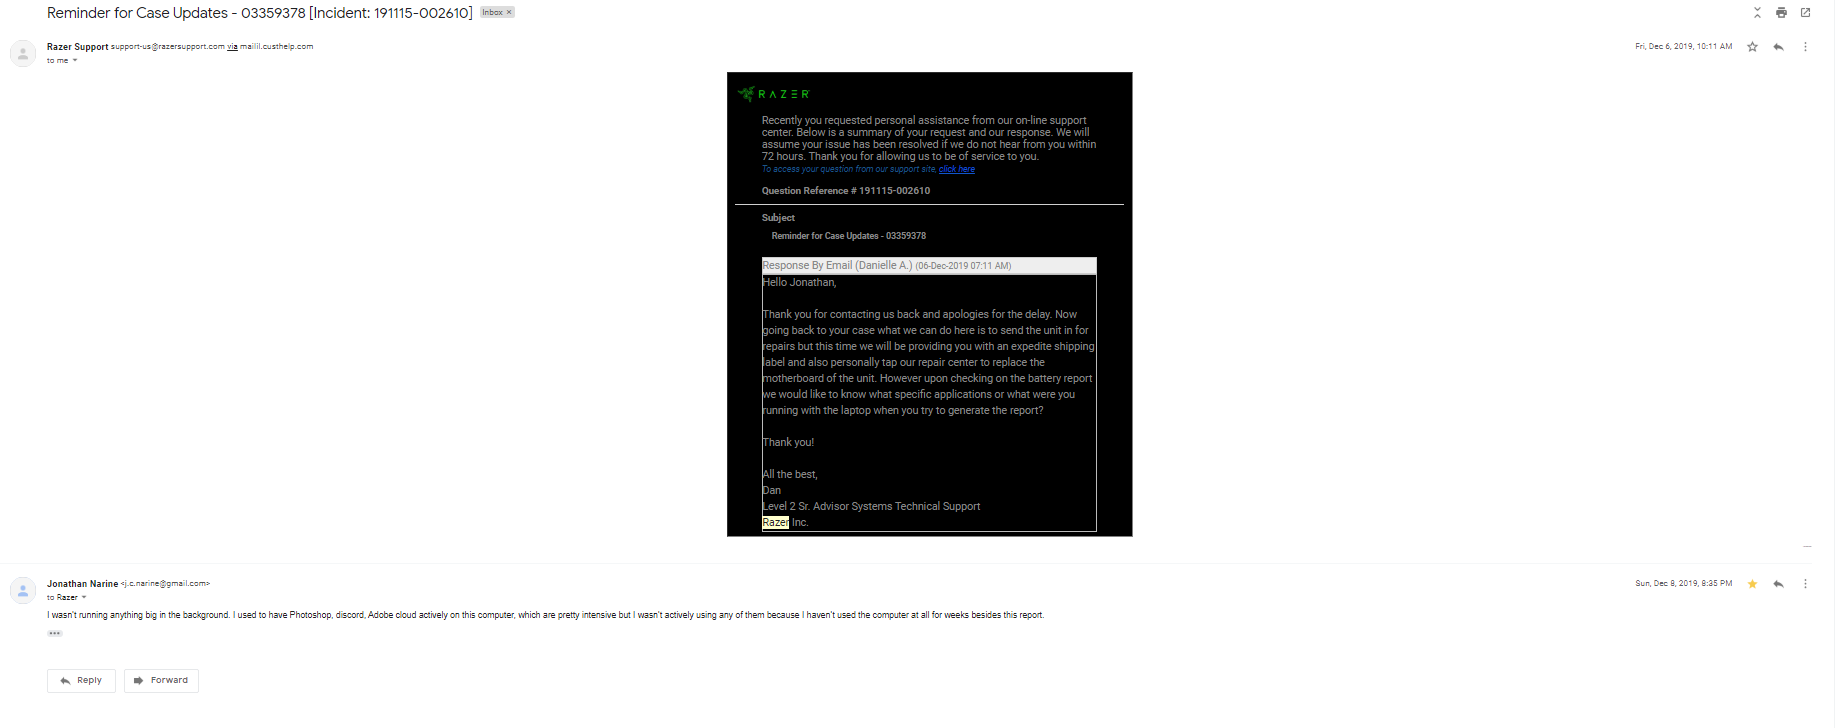 Reminder for Case Updates - 03359378 [Incident: 191115-002610] Inbox ×
Razer Support support-us@razersupport.com via mailil.custhelp.com
Fri, Dec 6, 2019, 10:11 AM
to me
RAZER
Recently you requested personal assistance from our on-line support
center. Below is a summary of your request and our response. We will
assume your issue has been resolved if we do not hear from you within
72 hours. Thank you for allowing us to be of service to you.
To access your question from our support site, click here
Question Reference # 191115-002610
Subject
Reminder for Case Updates - 03359378
Response By Email (Danielle A.) (06-Dec-2019 07:11 AM)
Hello Jonathan,
Thank you for contacting us back and apologies for the delay. Now
going back to your case what we can do here is to send the unit in for
repairs but this time we will be providing you with an expedite shipping
label and also personally tap our repair center to replace the
motherboard of the unit. However upon checking on the battery report
we would like to know what specific applications or what were you
running with the laptop when you try to generate the report?
Thank you!
All the best,
Dan
Level 2 Sr. Advisor Systems Technical Support
Razer Inc.
Jonathan Narine <j.c.narine@gmail.com>
Sun, Dec 8, 2019, 8:35 PM
to Razer
I wasn't running anything big in the background. I used to have Photoshop, discord, Adobe cloud actively on this computer, which are pretty intensive but I wasn't actively using any of them because I haven't used the computer at all for weeks besides this report.
Reply
Forward